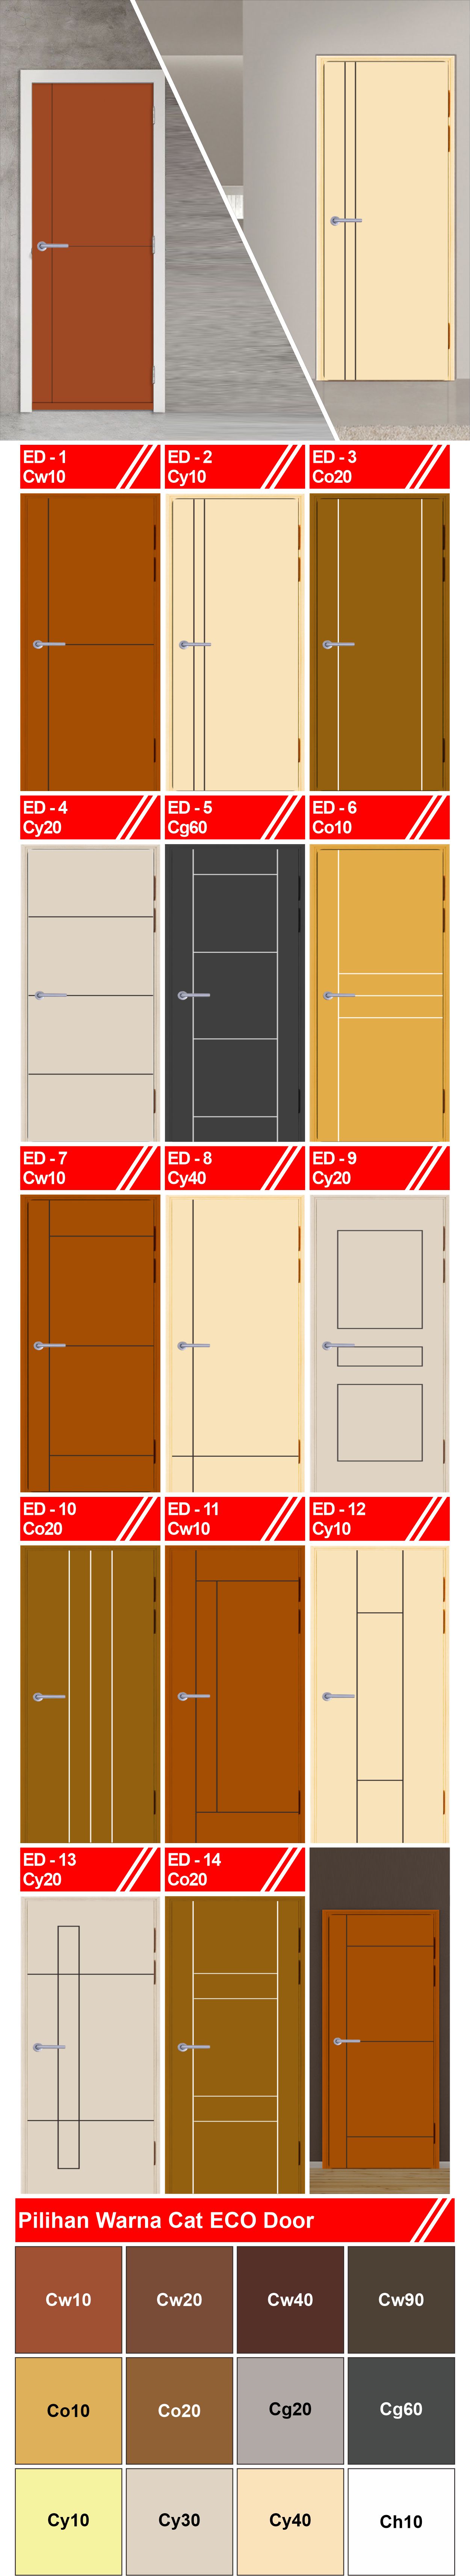 ED - 1
Cw10
ED - 2
Cy10
ED - 3
Co20
ED - 4
Cy20
ED - 5
Cg60
ED - 6
Co10
ED - 7
Cw10
ED - 8
Cy40
ED - 9
Cy20
ED - 10
Co20
ED - 11
Cw10
ED - 12
Cy10
ED - 13
Cy20
ED - 14
Co20
Pilihan Warna Cat ECO Door
Cw10
Cw20
Cw40
Cw90
Co10
Co20
Cg20
Cg60
Cy10
Cy30
Cy40
Ch10